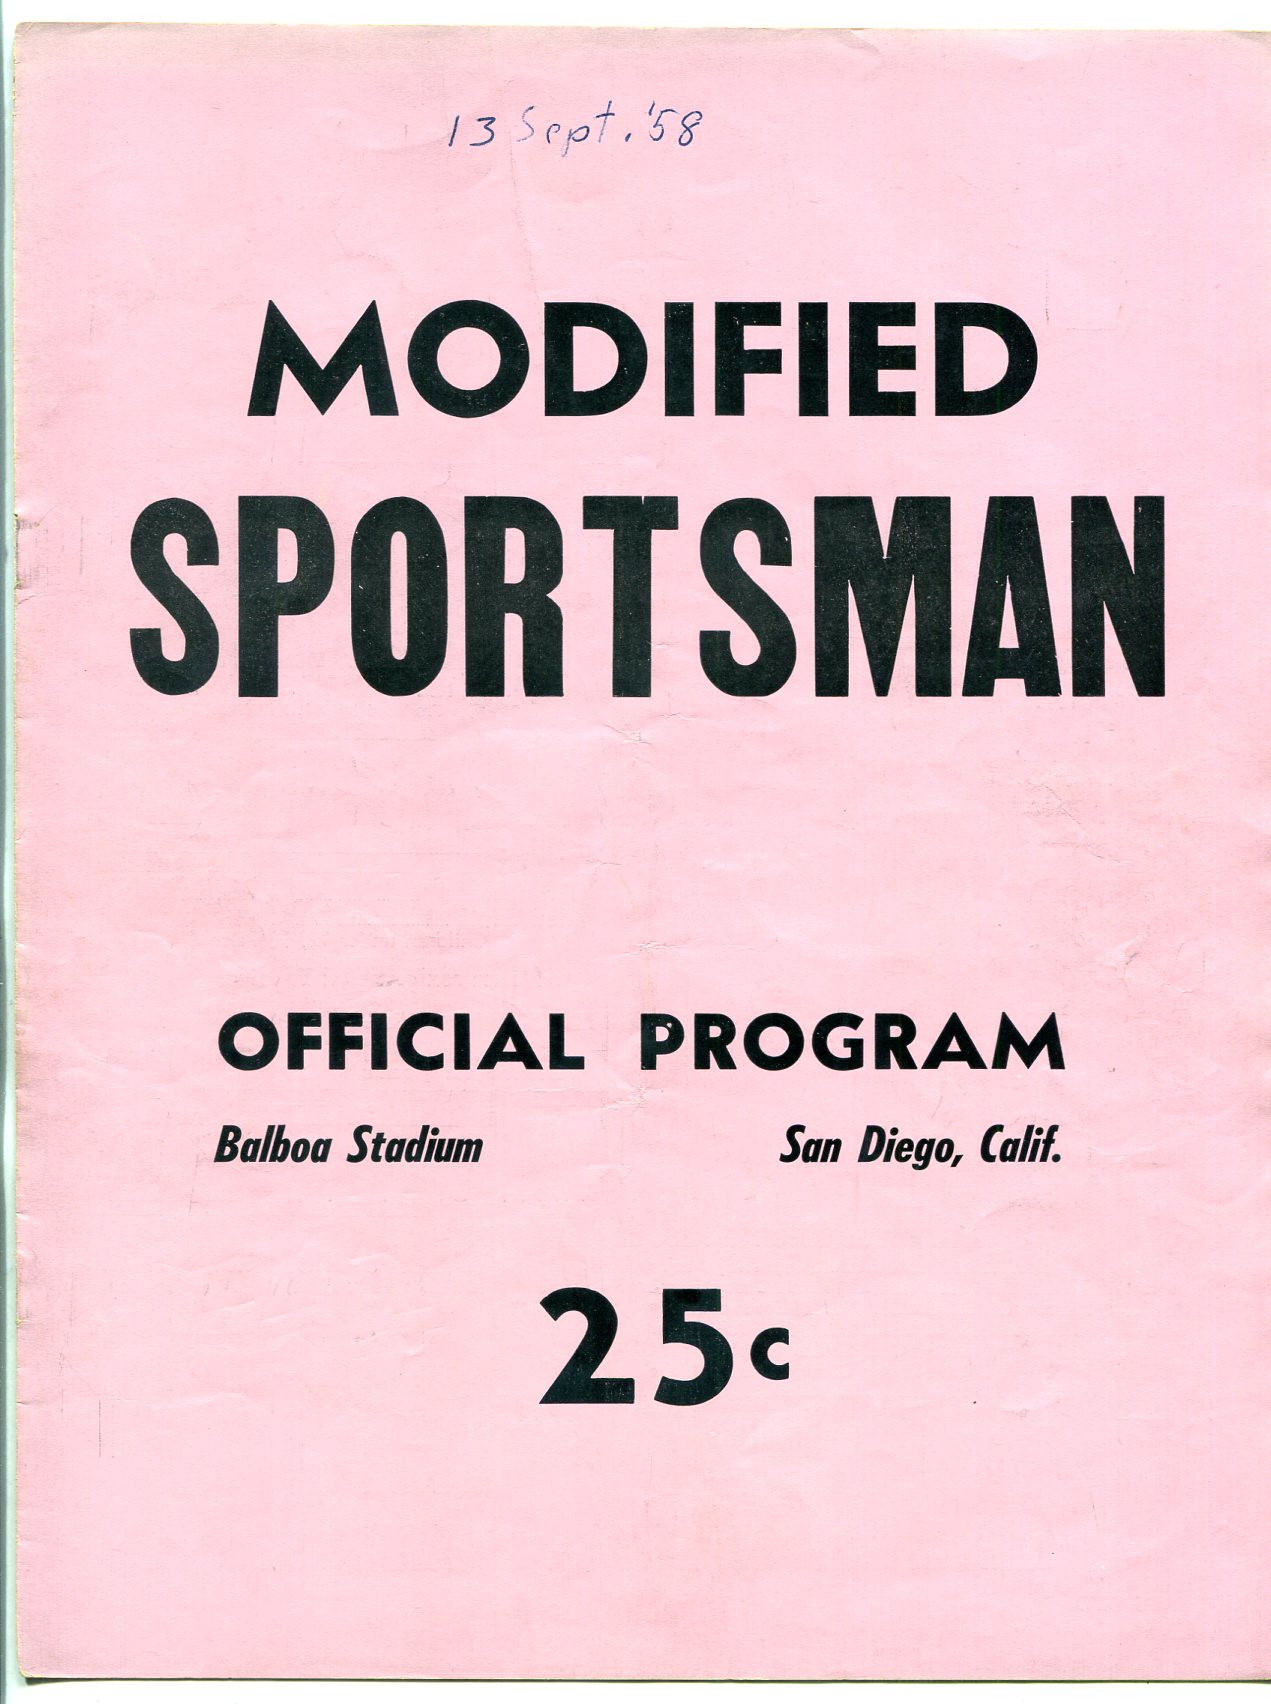 13 Sept. '58
MODIFIED
SPORTSMAN
OFFICIAL PROGRAM
Balboa Stadium San Diego, Calif.
25c